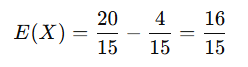 E(X) = 20/15 − 4/15 = 16/15